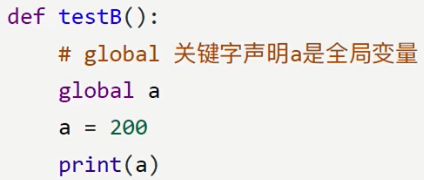 def testB():
    # global 关键字声明a是全局变量
    global a
    a = 200
    print(a)